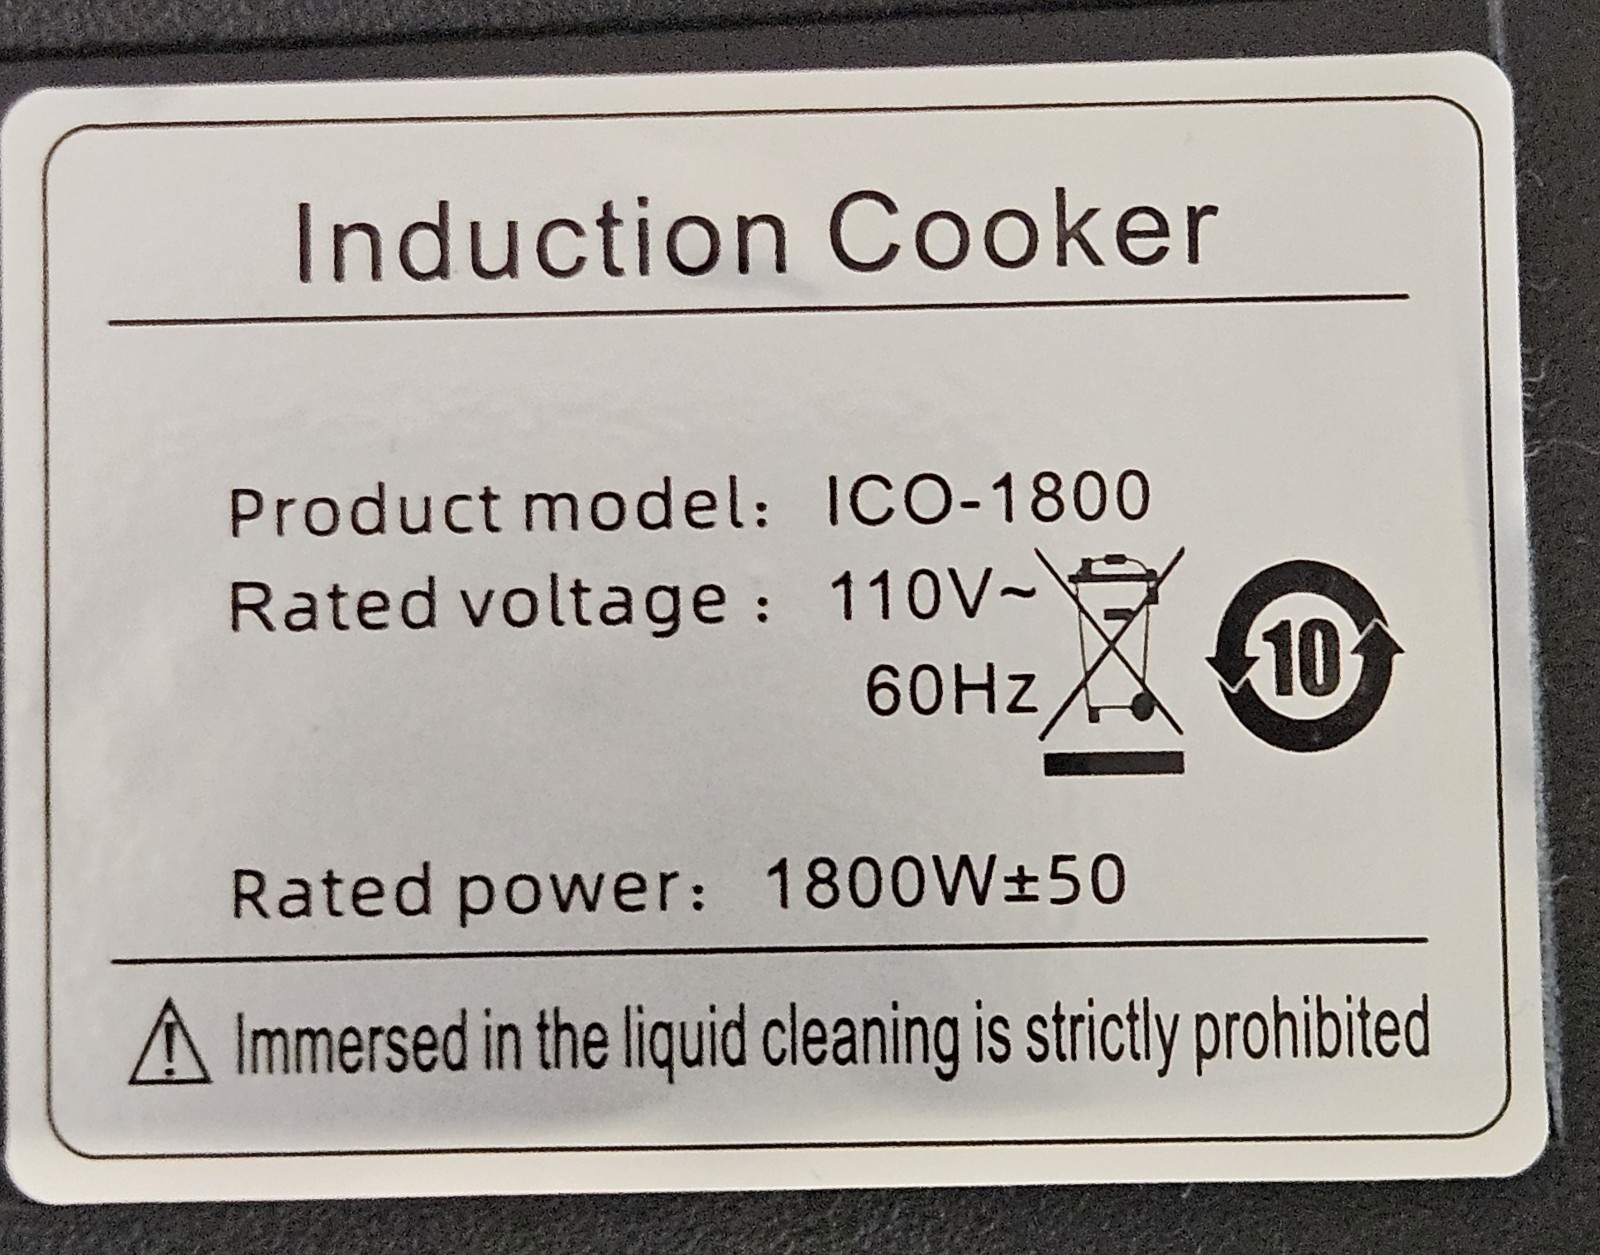 Induction Cooker
Product model: ICO-1800
Rated voltage : 110V~
60Hz
10
Rated power: 1800W±50
Immersed in the liquid cleaning is strictly prohibited